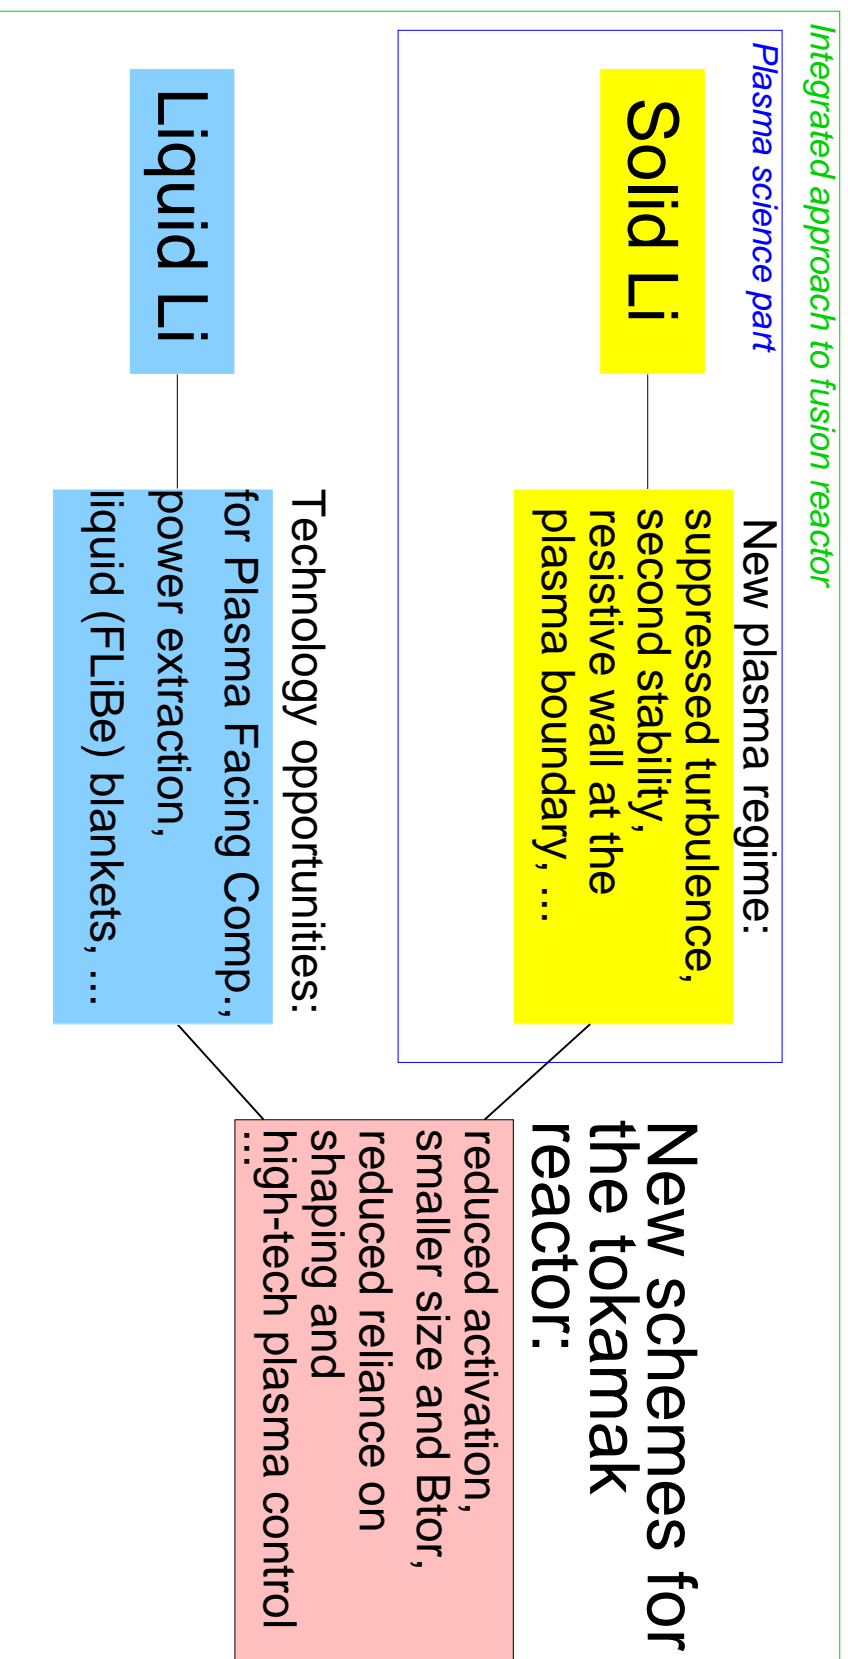 Integrated approach to fusion reactor
Plasma science part
Solid Li
New plasma regime:
suppressed turbulence,
second stability,
resistive wall at the
plasma boundary, ...
Liquid Li
Technology opportunities:
for Plasma Facing Comp.,
power extraction,
liquid (FLiBe) blankets, ...
New schemes for
the tokamak
reactor:
reduced activation,
smaller size and Btor,
reduced reliance on
shaping and
high-tech plasma control
...